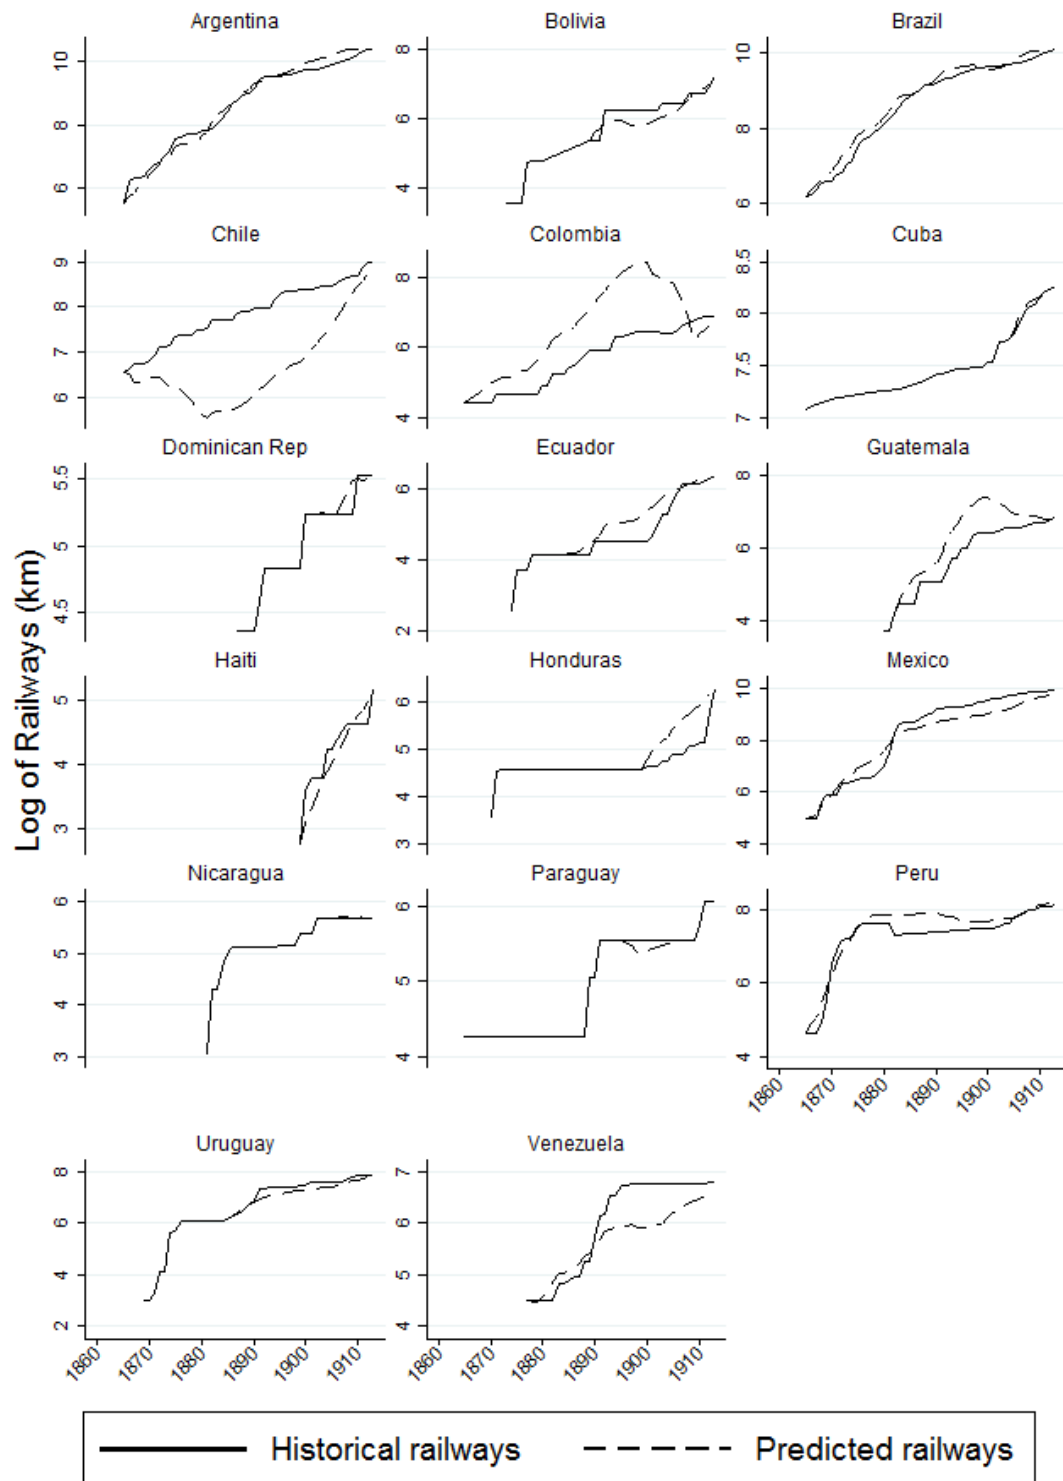 Argentina
Bolivia
Brazil
6 8 10
4 6 8
6 8 10
Chile
Colombia
Cuba
6 7 8 9
4 6 8
7 7.5 8 8.5
Dominican Rep
Ecuador
Guatemala
4.5 5 5.5
2 4 6
4 6 8
Haiti
Honduras
Mexico
3 4 5
3 4 5 6
4 6 8 10
Nicaragua
Paraguay
Peru
3 4 5 6
4 5 6
4 6 8
1860 1870 1880 1890 1900 1910
Uruguay
Venezuela
2 4 6 8
4 5 6 7
1860 1870 1880 1890 1900 1910
1860 1870 1880 1890 1900 1910
Log of Railways (km)
Historical railways
Predicted railways